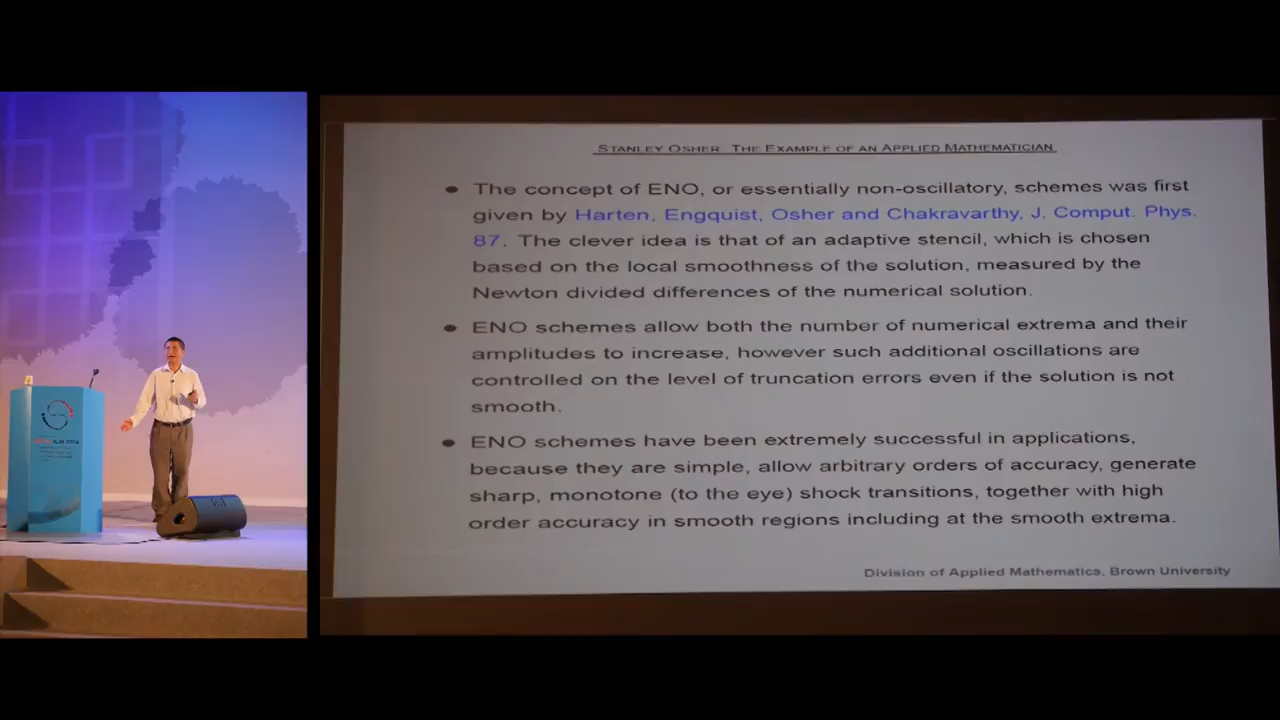 STANLEY OSHER: THE EXAMPLE OF AN APPLIED MATHEMATICIAN
● The concept of ENO, or essentially non-oscillatory, schemes was first
given by Harten, Engquist, Osher and Chakravarthy, J. Comput. Phys.
87. The clever idea is that of an adaptive stencil, which is chosen
based on the local smoothness of the solution, measured by the
Newton divided differences of the numerical solution.
● ENO schemes allow both the number of numerical extrema and their
amplitudes to increase, however such additional oscillations are
controlled on the level of truncation errors even if the solution is not
smooth.
● ENO schemes have been extremely successful in applications,
because they are simple, allow arbitrary orders of accuracy, generate
sharp, monotone (to the eye) shock transitions, together with high
order accuracy in smooth regions including at the smooth extrema.
Division of Applied Mathematics, Brown University